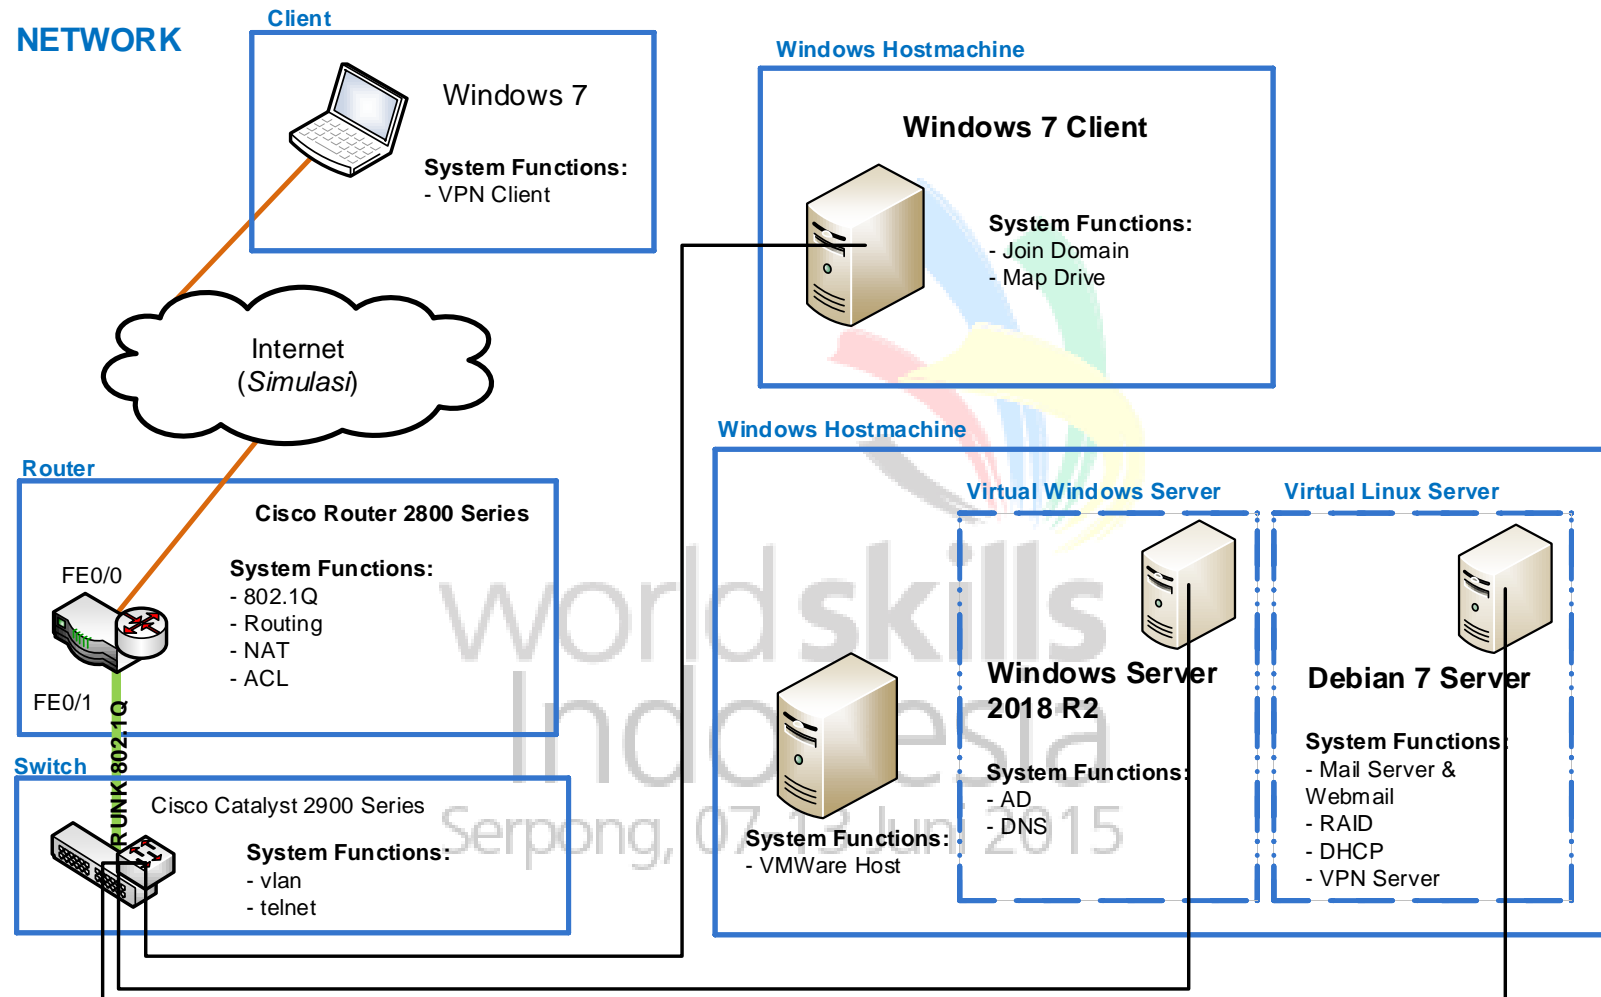 NETWORK
Client
Windows 7
System Functions:
- VPN Client
Internet
(Simulasi)
Windows Hostmachine
Windows 7 Client
System Functions:
- Join Domain
- Map Drive
Router
Cisco Router 2800 Series
FE0/0
System Functions:
- 802.1Q
- Routing
- NAT
- ACL
FE0/1
RUNK 802.1Q
Switch
Cisco Catalyst 2900 Series
System Functions:
- vlan
- telnet
Windows Hostmachine
System Functions:
- VMWare Host
Virtual Windows Server
Windows Server
2018 R2
System Functions:
- AD
- DNS
Virtual Linux Server
Debian 7 Server
System Functions:
- Mail Server &
Webmail
- RAID
- DHCP
- VPN Server
worldskills
Indonesia
Serpong, 07-13 Juni 2015